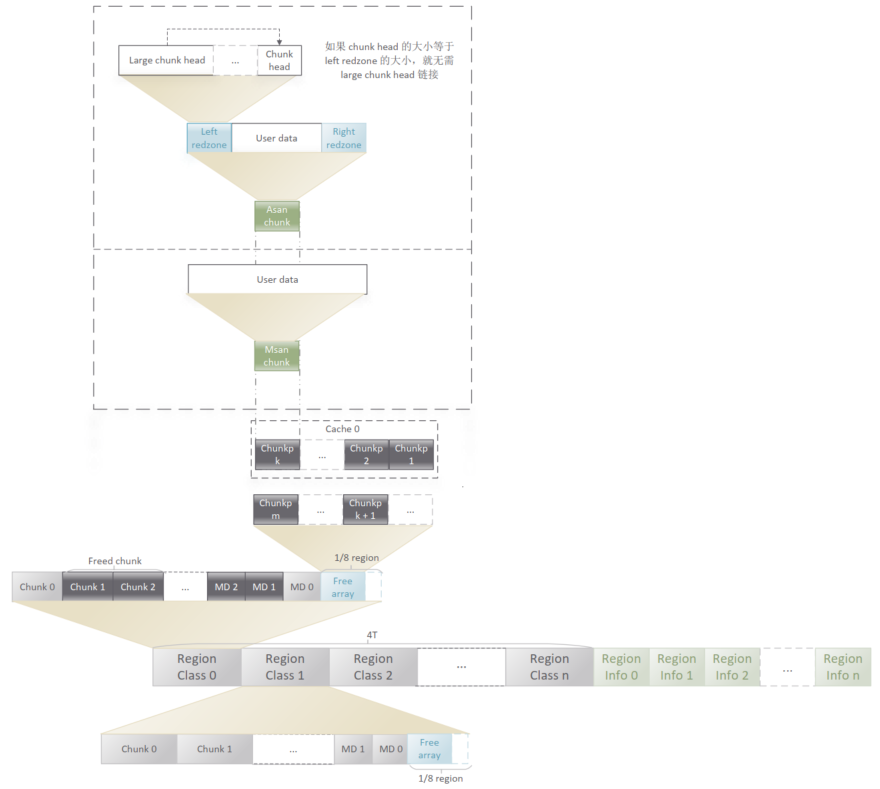 Large chunk head
...
Chunk
head
如果 chunk head 的大小等于
left redzone 的大小，就无需
large chunk head 链接
Left
redzone
User data
Right
redzone
Asan
chunk
User data
Msan
chunk
Cache 0
Chunkp
k
...
Chunkp
2
Chunkp
1
Chunkp
m
...
Chunkp
k + 1
...
Freed chunk
1/8 region
Chunk 0
Chunk 1
Chunk 2
...
MD 2
MD 1
MD 0
Free
array
4T
Region
Class 0
Region
Class 1
Region
Class 2
...
Region
Class n
Region
Info 0
Region
Info 1
Region
Info 2
...
Region
Info n
Chunk 0
Chunk 1
...
MD 1
MD 0
Free
array
1/8 region